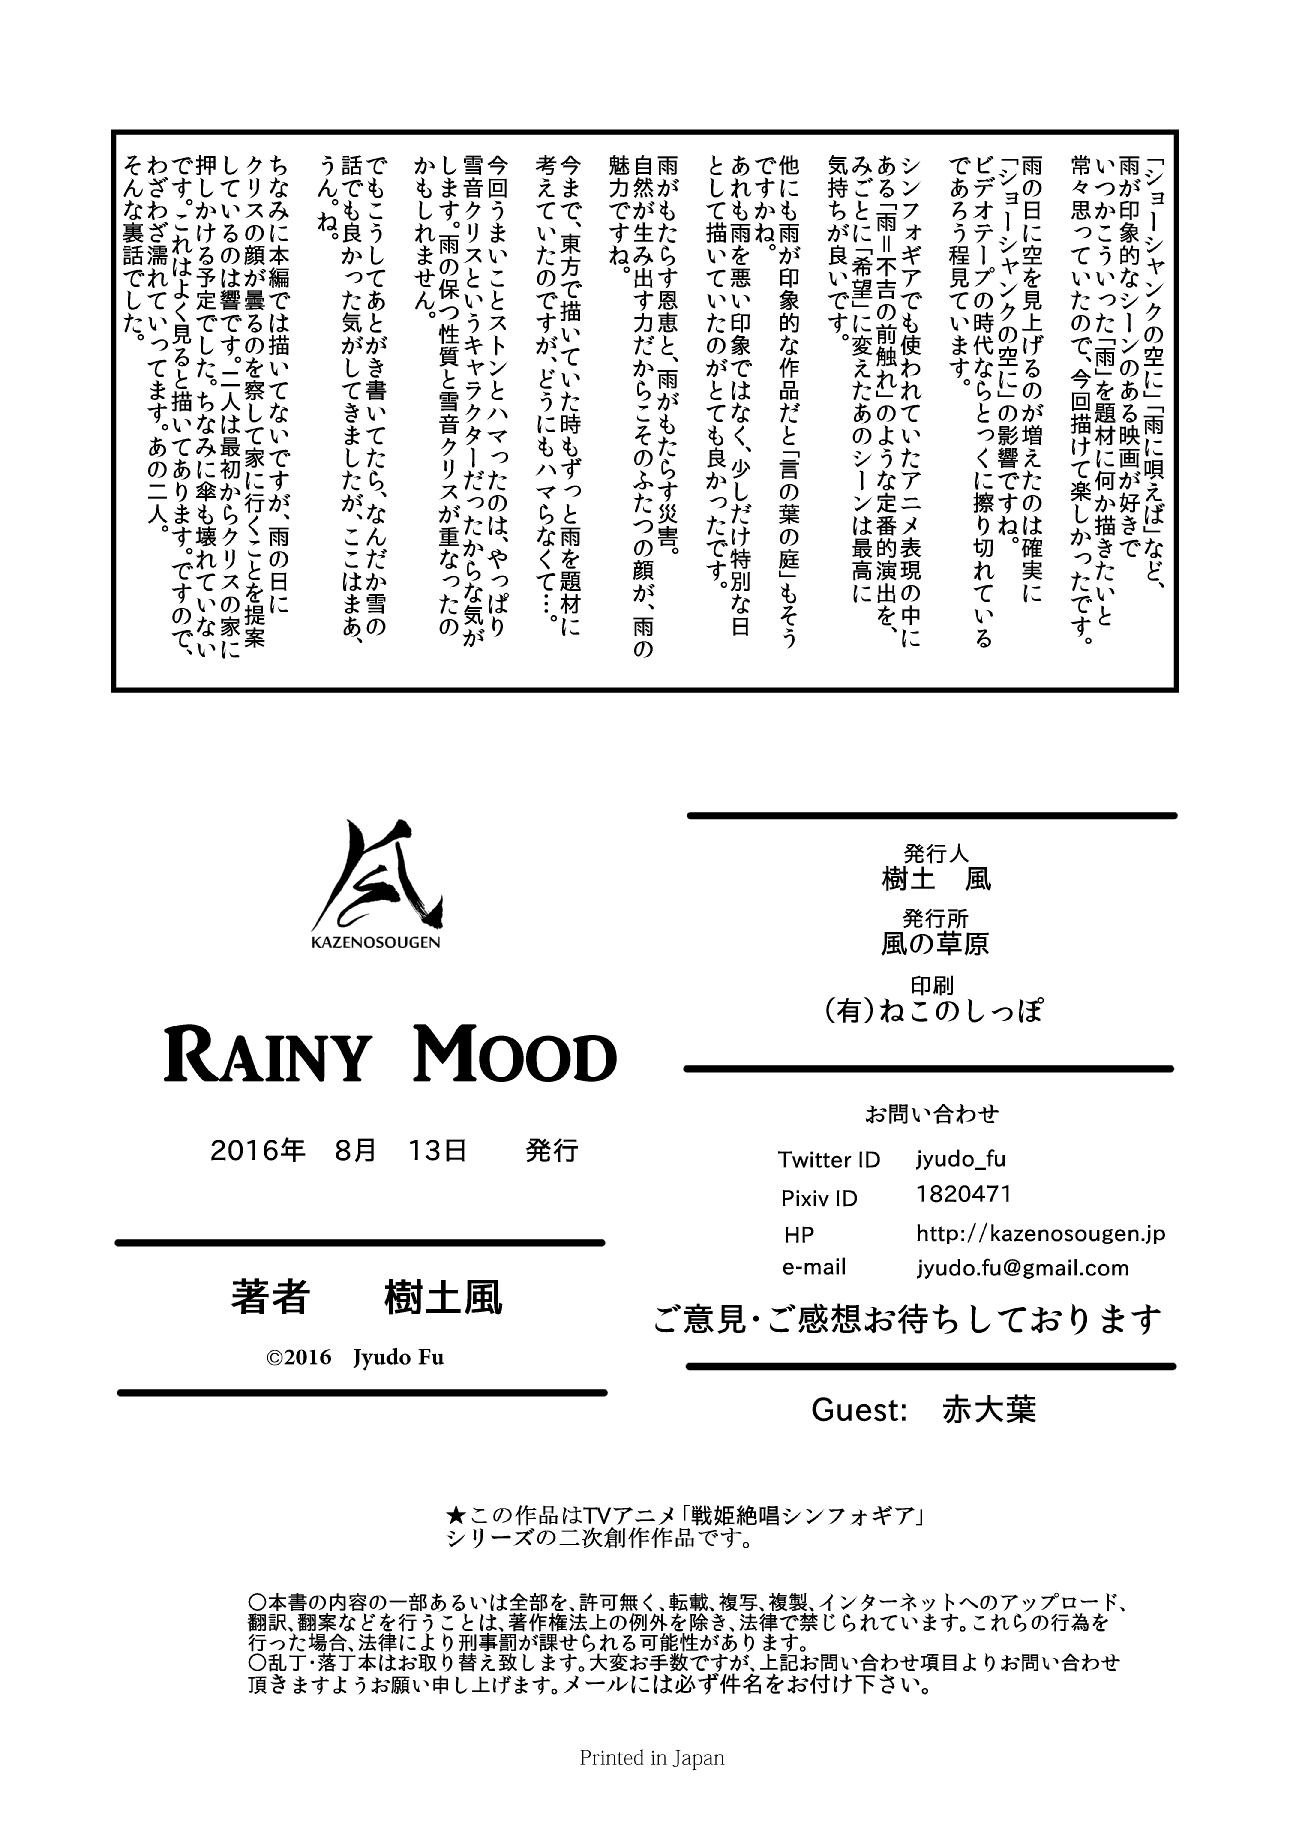 「ショーシャンクの空に」「雨に唄えば」など、
雨が印象的なシーンのある映画が好きで
いつかこういった「雨」を題材に何か描きたいと
常々思っていたので、今回描けて楽しかったです。
雨の日に空を見上げるのが増えたのは確実に
「ショーシャンクの空に」の影響ですね。
ビデオテープの時代ならとっくに擦り切れている
であろう程見ています。
シンフォギアでも使われていたアニメ表現の中に
ある「雨＝不吉の前触れ」のような定番的演出を、
みごとに「希望」に変えたあのシーンは最高に
気持ちが良いです。
他にも雨が印象的な作品だと「言の葉の庭」もそう
ですかね。
あれも雨を悪い印象ではなく、少しだけ特別な日
として描いていたのがとても良かったです。
雨がもたらす恩恵と、雨がもたらす災害。
自然が生み出す力だからこそのふたつの顔が、雨の
魅力ですね。
今まで、東方で描いていた時もずっと雨を題材に
考えていたのですが、どうにもハマらなくて…。
今回うまいことストンとハマったのは、やっぱり
雪音クリスというキャラクターだったからな気が
します。雨の保つ性質と雪音クリスが重なったの
かもしれません。
でもこうしてあとがき書いてたら、なんだか雪の
話でも良かった気がしてきましたが、ここはまあ、
うん。ね。
ちなみに本編では描いてないですが、雨の日に
クリスの顔が曇るのを察して家に行くことを提案
しているのは響です。二人は最初からクリスの家に
押しかける予定でした。ちなみに傘も壊れていない
です。これはよく見ると描いてあります。ですので、
わざわざ濡れていってます。あの二人。
そんな裏話でした。
KAZENOSOUGEN
RAINY MOOD
2016年 8月 13日 発行
著者 樹土風
©2016 Jyudo Fu
発行人
樹土 風
発行所
風の草原
印刷
（有）ねこのしっぽ
お問い合わせ
Twitter ID jyudo_fu
Pixiv ID 1820471
HP http://kazenosougen.jp
e-mail jyudo.fu@gmail.com
ご意見・ご感想お待ちしております
Guest: 赤大葉
★この作品はTVアニメ「戦姫絶唱シンフォギア」
シリーズの二次創作作品です。
○本書の内容の一部あるいは全部を、許可無く、転載、複写、複製、インターネットへのアップロード、
翻訳、翻案などを行うことは、著作権法上の例外を除き、法律で禁じられています。これらの行為を
行った場合、法律により刑事罰が課せられる可能性があります。
○乱丁・落丁本はお取り替え致します。大変お手数ですが、上記お問い合わせ項目よりお問い合わせ
頂きますようお願い申し上げます。メールには必ず件名をお付け下さい。
Printed in Japan